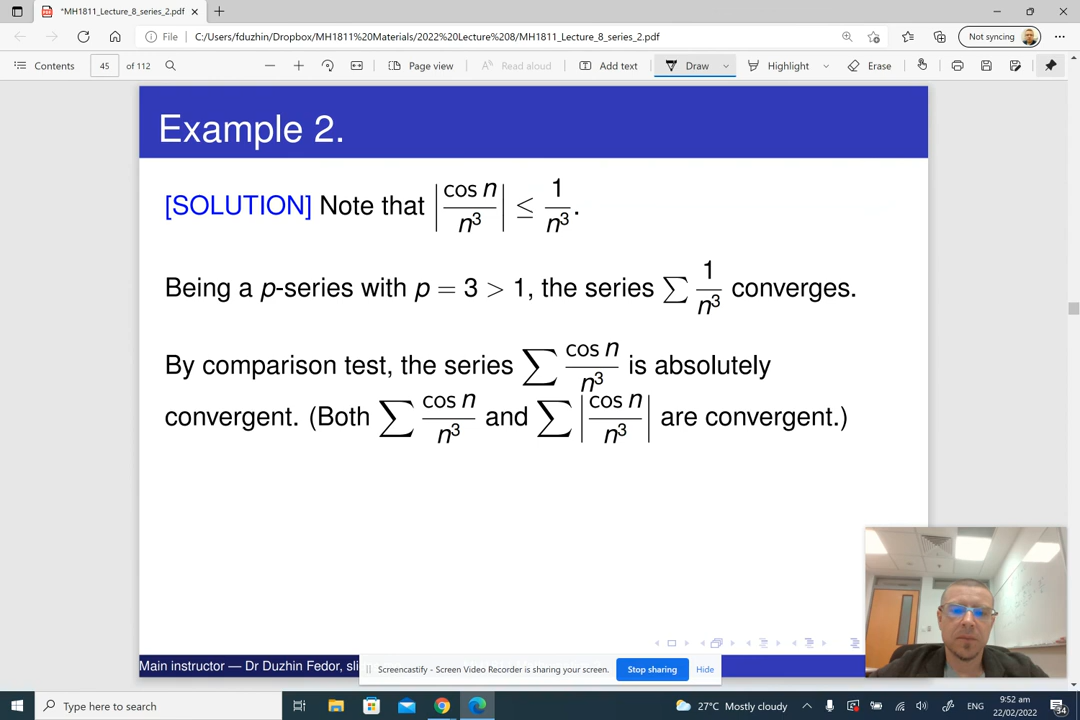 *MH1811_Lecture_8_series_2.pdf
File C:/Users/fduzhin/Dropbox/MH1811%20Materials/2022%20Lecture%208/MH1811_Lecture_8_series_2.pdf Not syncing
Contents 45 of 112 Page view Read aloud Add text Draw Highlight Erase
Example 2.
[SOLUTION] Note that |cos n / n³| ≤ 1/n³.
Being a p-series with p = 3 > 1, the series ∑ 1/n³ converges.
By comparison test, the series ∑ cos n / n³ is absolutely
convergent. (Both ∑ cos n / n³ and ∑ |cos n / n³| are convergent.)
Main instructor — Dr Duzhin Fedor, sli
Screencastify - Screen Video Recorder is sharing your screen. Stop sharing Hide
Type here to search 27°C Mostly cloudy ENG 9:52 am
22/02/2022 34